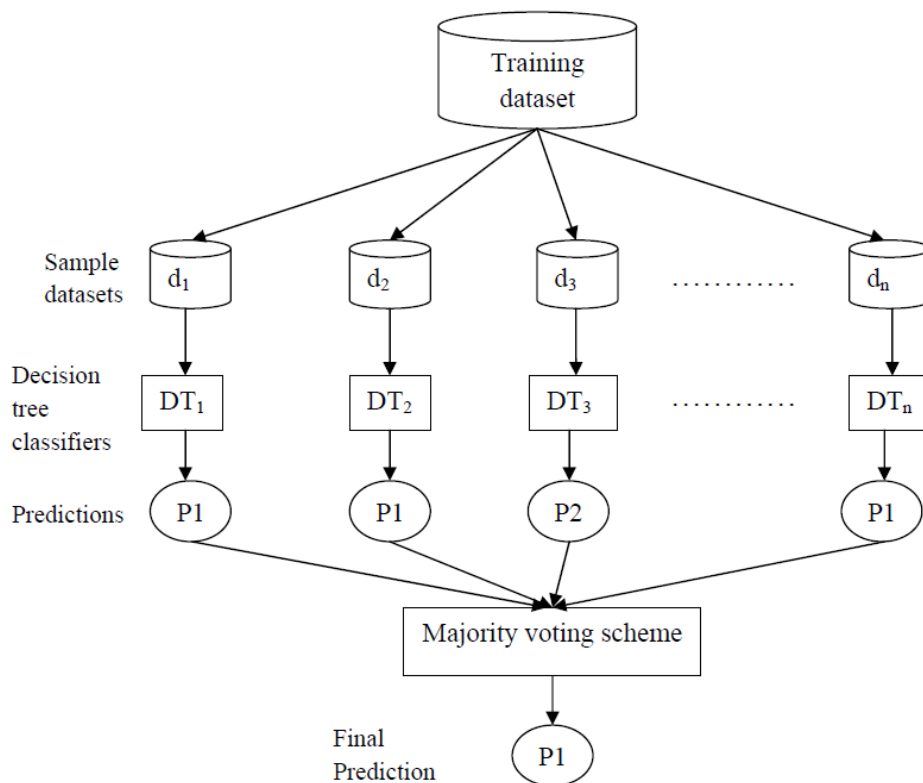 Training
dataset
Sample
datasets
d₁
d₂
d₃
…………
dₙ
Decision
tree
classifiers
DT₁
DT₂
DT₃
…………
DTₙ
Predictions
P1
P1
P2
P1
Majority voting scheme
Final
Prediction
P1